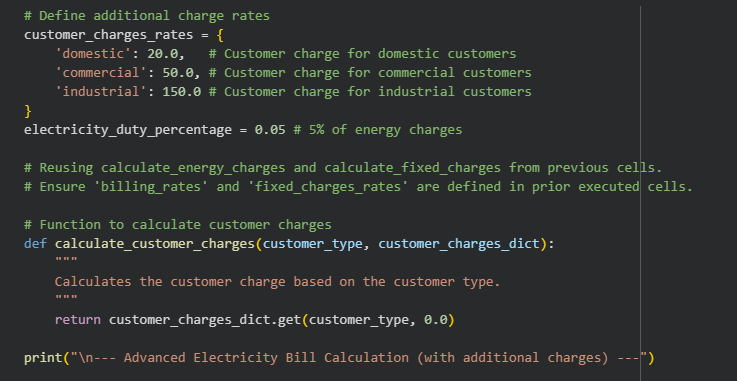 # Define additional charge rates
customer_charges_rates = {
    'domestic': 20.0,   # Customer charge for domestic customers
    'commercial': 50.0, # Customer charge for commercial customers
    'industrial': 150.0 # Customer charge for industrial customers
}
electricity_duty_percentage = 0.05 # 5% of energy charges

# Reusing calculate_energy_charges and calculate_fixed_charges from previous cells.
# Ensure 'billing_rates' and 'fixed_charges_rates' are defined in prior executed cells.

# Function to calculate customer charges
def calculate_customer_charges(customer_type, customer_charges_dict):
    """
    Calculates the customer charge based on the customer type.
    """
    return customer_charges_dict.get(customer_type, 0.0)

print("\n--- Advanced Electricity Bill Calculation (with additional charges) ---")